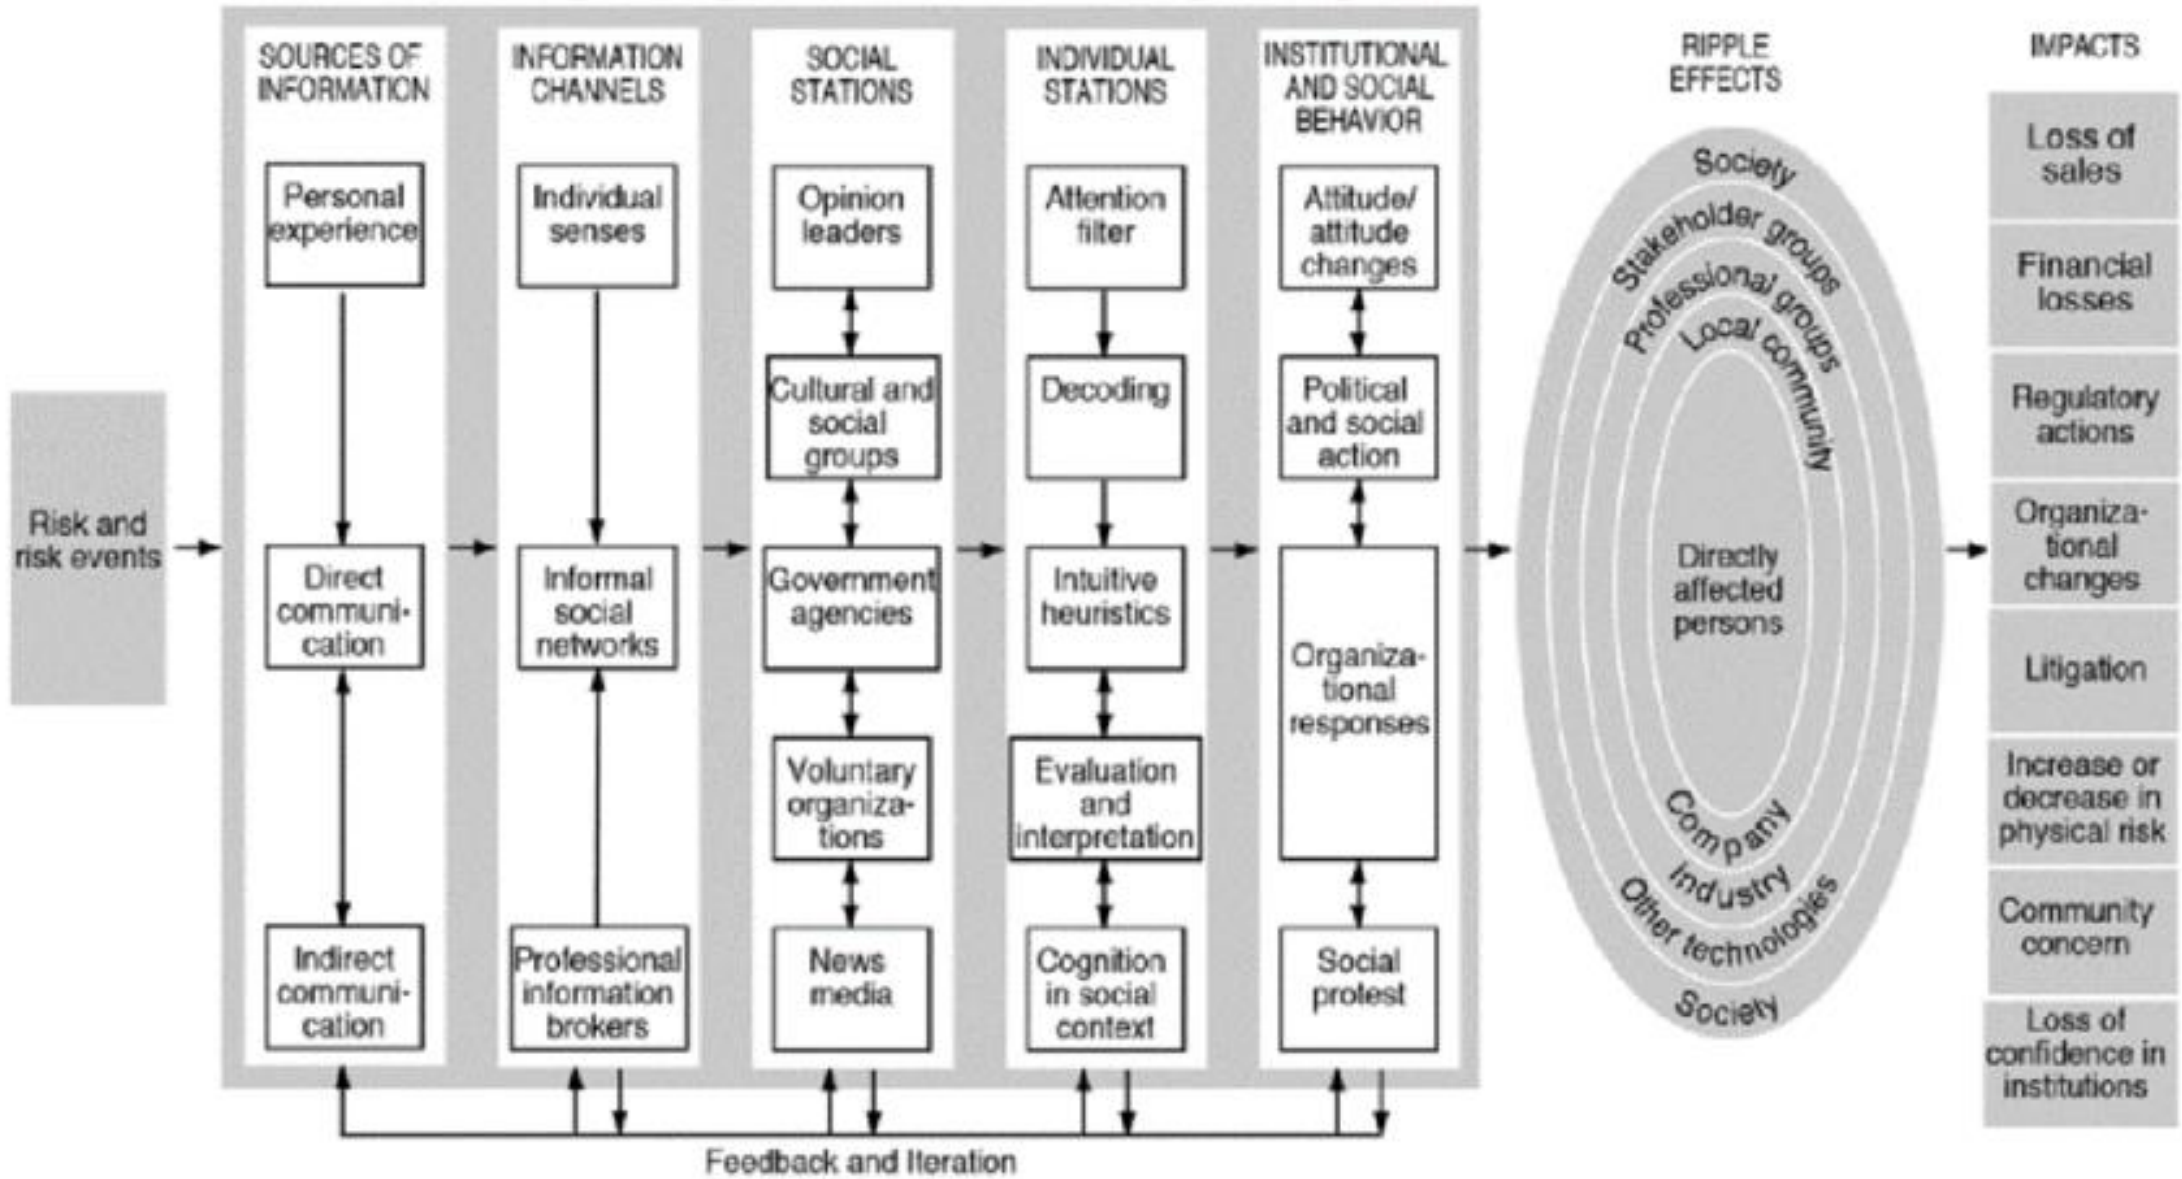 SOURCES OF
INFORMATION
Personal
experience
Direct
communi-
cation
Indirect
communi-
cation
INFORMATION
CHANNELS
Individual
senses
Informal
social
networks
Professional
information
brokers
SOCIAL
STATIONS
Opinion
leaders
Cultural and
social
groups
Government
agencies
Voluntary
organiza-
tions
News
media
INDIVIDUAL
STATIONS
Attention
filter
Decoding
Intuitive
heuristics
Evaluation
and
interpretation
Cognition
in social
context
INSTITUTIONAL
AND SOCIAL
BEHAVIOR
Attitude/
attitude
changes
Political
and social
action
Organiza-
tional
responses
Social
protest
Risk and
risk events
Feedback and Iteration
RIPPLE
EFFECTS
Society
Stakeholder groups
Professional groups
Local community
Directly
affected
persons
Company
Industry
Other technologies
Society
IMPACTS
Loss of
sales
Financial
losses
Regulatory
actions
Organiza-
tional
changes
Litigation
Increase or
decrease in
physical risk
Community
concern
Loss of
confidence in
institutions